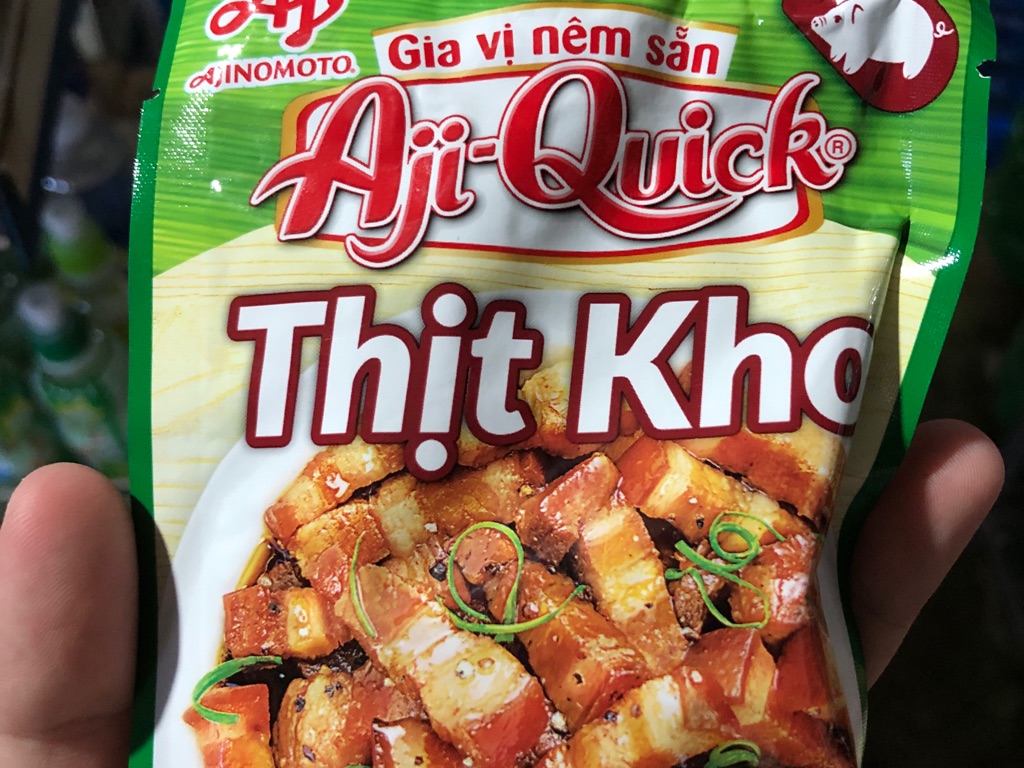 AJINOMOTO®
Gia vị nêm sẵn
Aji-Quick®
Thịt Kho